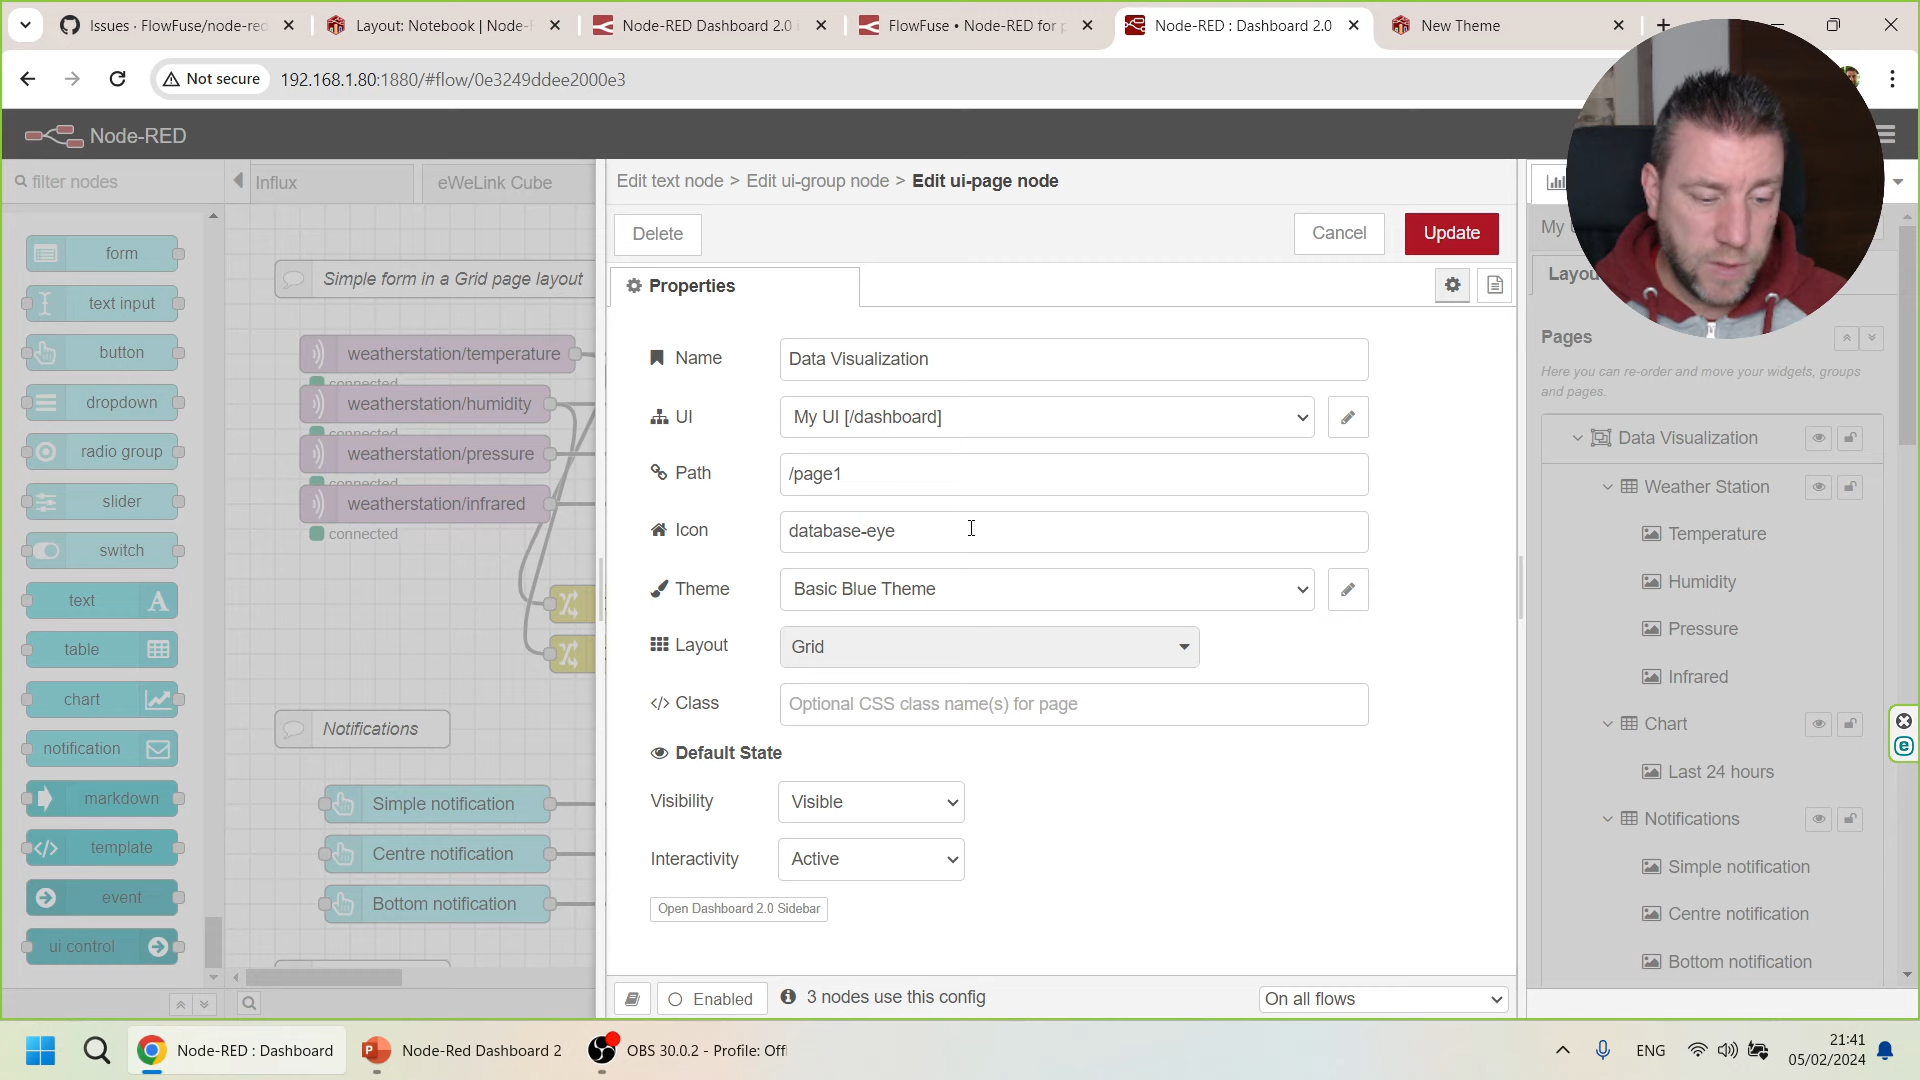 Issues · FlowFuse/node-red
Layout: Notebook | Node-R
Node-RED Dashboard 2.0 i
FlowFuse • Node-RED for p
Node-RED : Dashboard 2.0
New Theme
Not secure
192.168.1.80:1880/#flow/0e3249ddee2000e3
Node-RED
filter nodes
Influx
eWeLink Cube
Edit text node > Edit ui-group node > Edit ui-page node
Delete
Cancel
Update
Properties
form
text input
button
dropdown
radio group
slider
switch
text
table
chart
notification
markdown
template
event
ui control
Simple form in a Grid page layout
weatherstation/temperature
connected
weatherstation/humidity
weatherstation/pressure
weatherstation/infrared
connected
Notifications
Simple notification
Centre notification
Bottom notification
Name
Data Visualization
UI
My UI [/dashboard]
Path
/page1
Icon
database-eye
Theme
Basic Blue Theme
Layout
Grid
Class
Optional CSS class name(s) for page
Default State
Visibility
Visible
Interactivity
Active
Open Dashboard 2.0 Sidebar
Enabled
3 nodes use this config
On all flows
My
Layou
Pages
Here you can re-order and move your widgets, groups
and pages.
Data Visualization
Weather Station
Temperature
Humidity
Pressure
Infrared
Chart
Last 24 hours
Notifications
Simple notification
Centre notification
Bottom notification
Node-RED : Dashboard
Node-Red Dashboard 2
OBS 30.0.2 - Profile: Off
ENG
21:41
05/02/2024